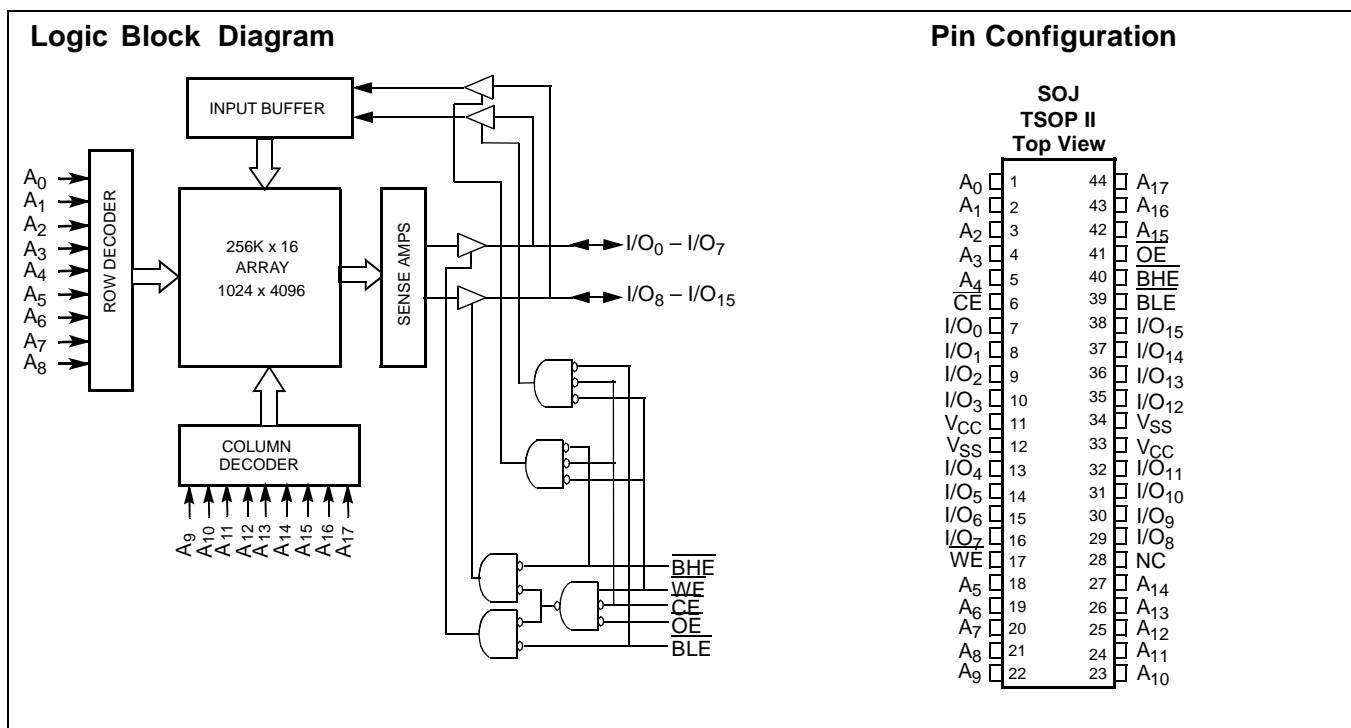 Logic Block Diagram
INPUT BUFFER
A0
A1
A2
A3
A4
A5
A6
A7
A8
ROW DECODER
256K x 16
ARRAY
1024 x 4096
SENSE AMPS
I/O0 – I/O7
I/O8 – I/O15
COLUMN
DECODER
A9
A10
A11
A12
A13
A14
A15
A16
A17
BHE
WE
CE
OE
BLE
Pin Configuration
SOJ
TSOP II
Top View
A0 1 44 A17
A1 2 43 A16
A2 3 42 A15
A3 4 41 OE
A4 5 40 BHE
CE 6 39 BLE
I/O0 7 38 I/O15
I/O1 8 37 I/O14
I/O2 9 36 I/O13
I/O3 10 35 I/O12
VCC 11 34 VSS
VSS 12 33 VCC
I/O4 13 32 I/O11
I/O5 14 31 I/O10
I/O6 15 30 I/O9
I/O7 16 29 I/O8
WE 17 28 NC
A5 18 27 A14
A6 19 26 A13
A7 20 25 A12
A8 21 24 A11
A9 22 23 A10